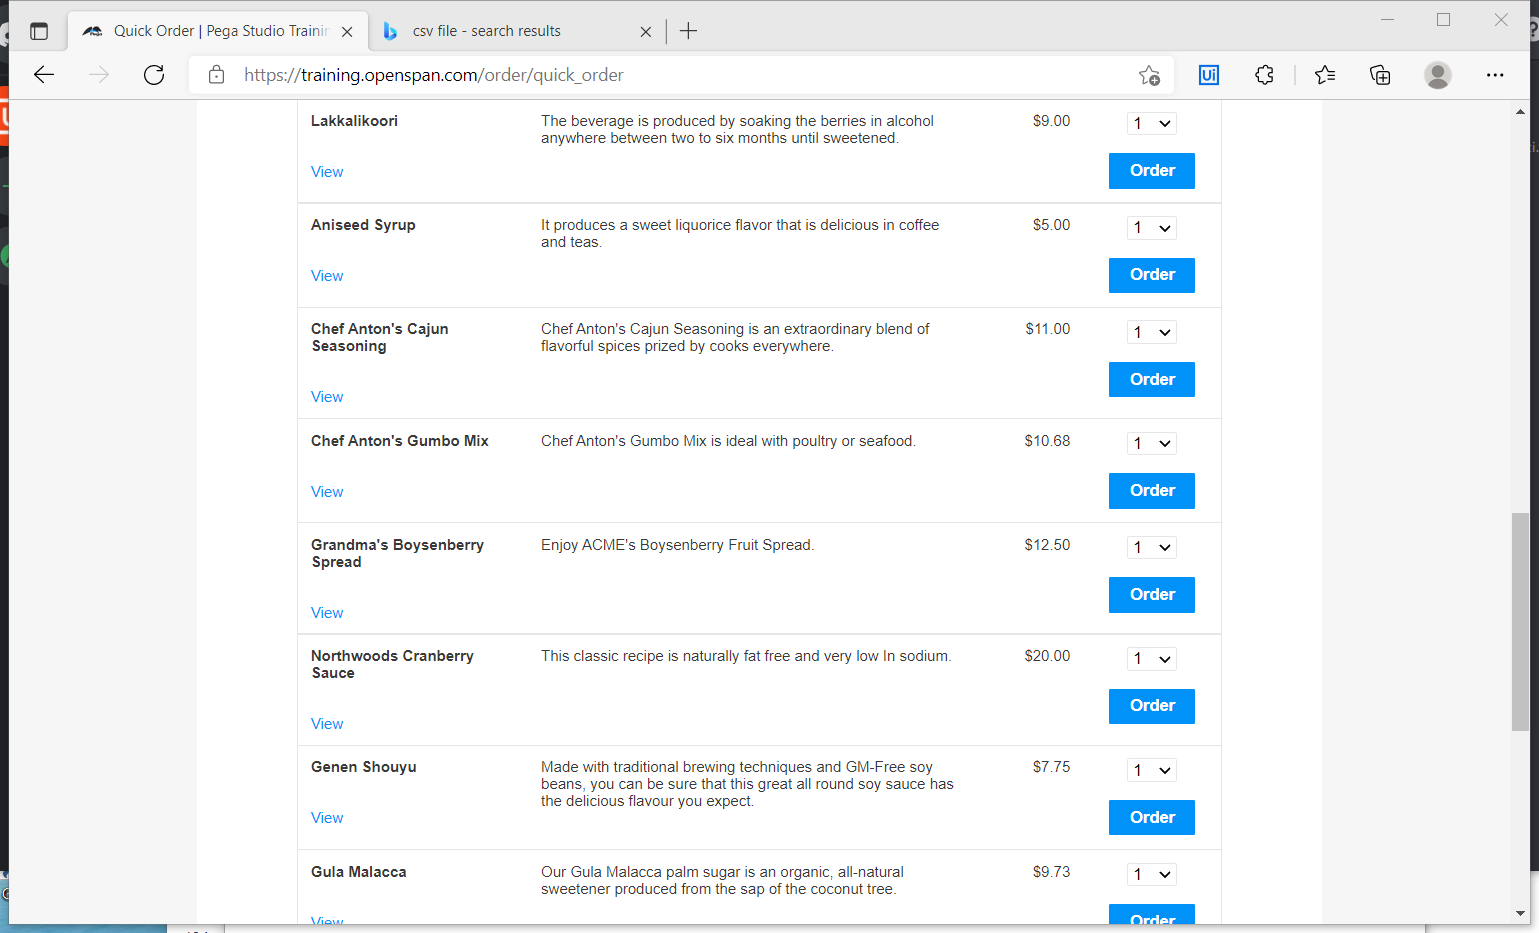 Quick Order | Pega Studio Trainin
csv file - search results
https://training.openspan.com/order/quick_order
Ui
Lakkalikoori
The beverage is produced by soaking the berries in alcohol
anywhere between two to six months until sweetened.
$9.00
1
View
Order
Aniseed Syrup
It produces a sweet liquorice flavor that is delicious in coffee
and teas.
$5.00
1
View
Order
Chef Anton's Cajun
Seasoning
Chef Anton's Cajun Seasoning is an extraordinary blend of
flavorful spices prized by cooks everywhere.
$11.00
1
View
Order
Chef Anton's Gumbo Mix
Chef Anton's Gumbo Mix is ideal with poultry or seafood.
$10.68
1
View
Order
Grandma's Boysenberry
Spread
Enjoy ACME's Boysenberry Fruit Spread.
$12.50
1
View
Order
Northwoods Cranberry
Sauce
This classic recipe is naturally fat free and very low In sodium.
$20.00
1
View
Order
Genen Shouyu
Made with traditional brewing techniques and GM-Free soy
beans, you can be sure that this great all round soy sauce has
the delicious flavour you expect.
$7.75
1
View
Order
Gula Malacca
Our Gula Malacca palm sugar is an organic, all-natural
sweetener produced from the sap of the coconut tree.
$9.73
1
View
Order